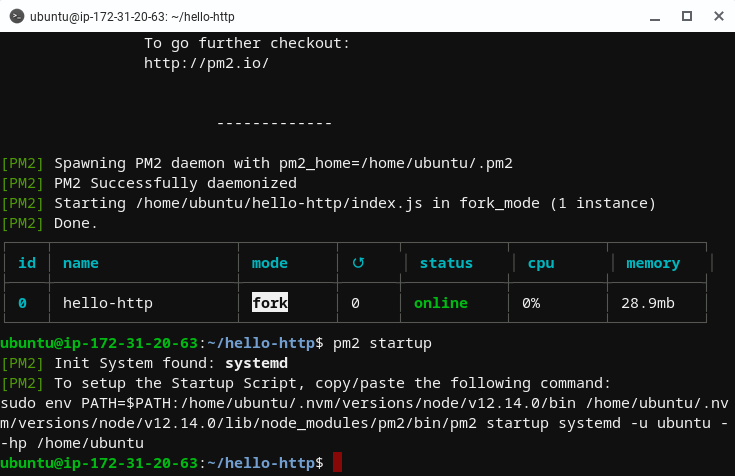 ubuntu@ip-172-31-20-63: ~/hello-http
To go further checkout:
http://pm2.io/
-------------
[PM2] Spawning PM2 daemon with pm2_home=/home/ubuntu/.pm2
[PM2] PM2 Successfully daemonized
[PM2] Starting /home/ubuntu/hello-http/index.js in fork_mode (1 instance)
[PM2] Done.
id name mode ↺ status cpu memory
0 hello-http fork 0 online 0% 28.9mb
ubuntu@ip-172-31-20-63:~/hello-http$ pm2 startup
[PM2] Init System found: systemd
[PM2] To setup the Startup Script, copy/paste the following command:
sudo env PATH=$PATH:/home/ubuntu/.nvm/versions/node/v12.14.0/bin /home/ubuntu/.nv
m/versions/node/v12.14.0/lib/node_modules/pm2/bin/pm2 startup systemd -u ubuntu -
-hp /home/ubuntu
ubuntu@ip-172-31-20-63:~/hello-http$